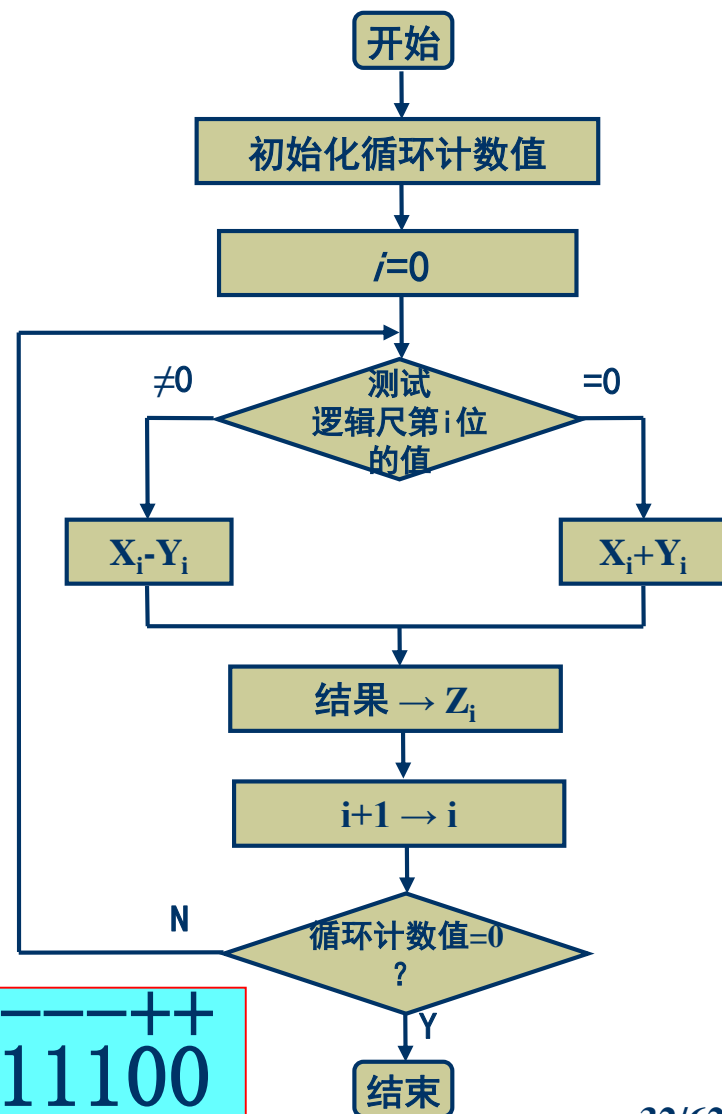 开始
初始化循环计数值
i=0
≠0
测试
=0
逻辑尺第i位
的值
Xi-Yi
Xi+Yi
结果 → Zi
i+1 → i
N
循环计数值=0
?
Y
---++
11100
结束